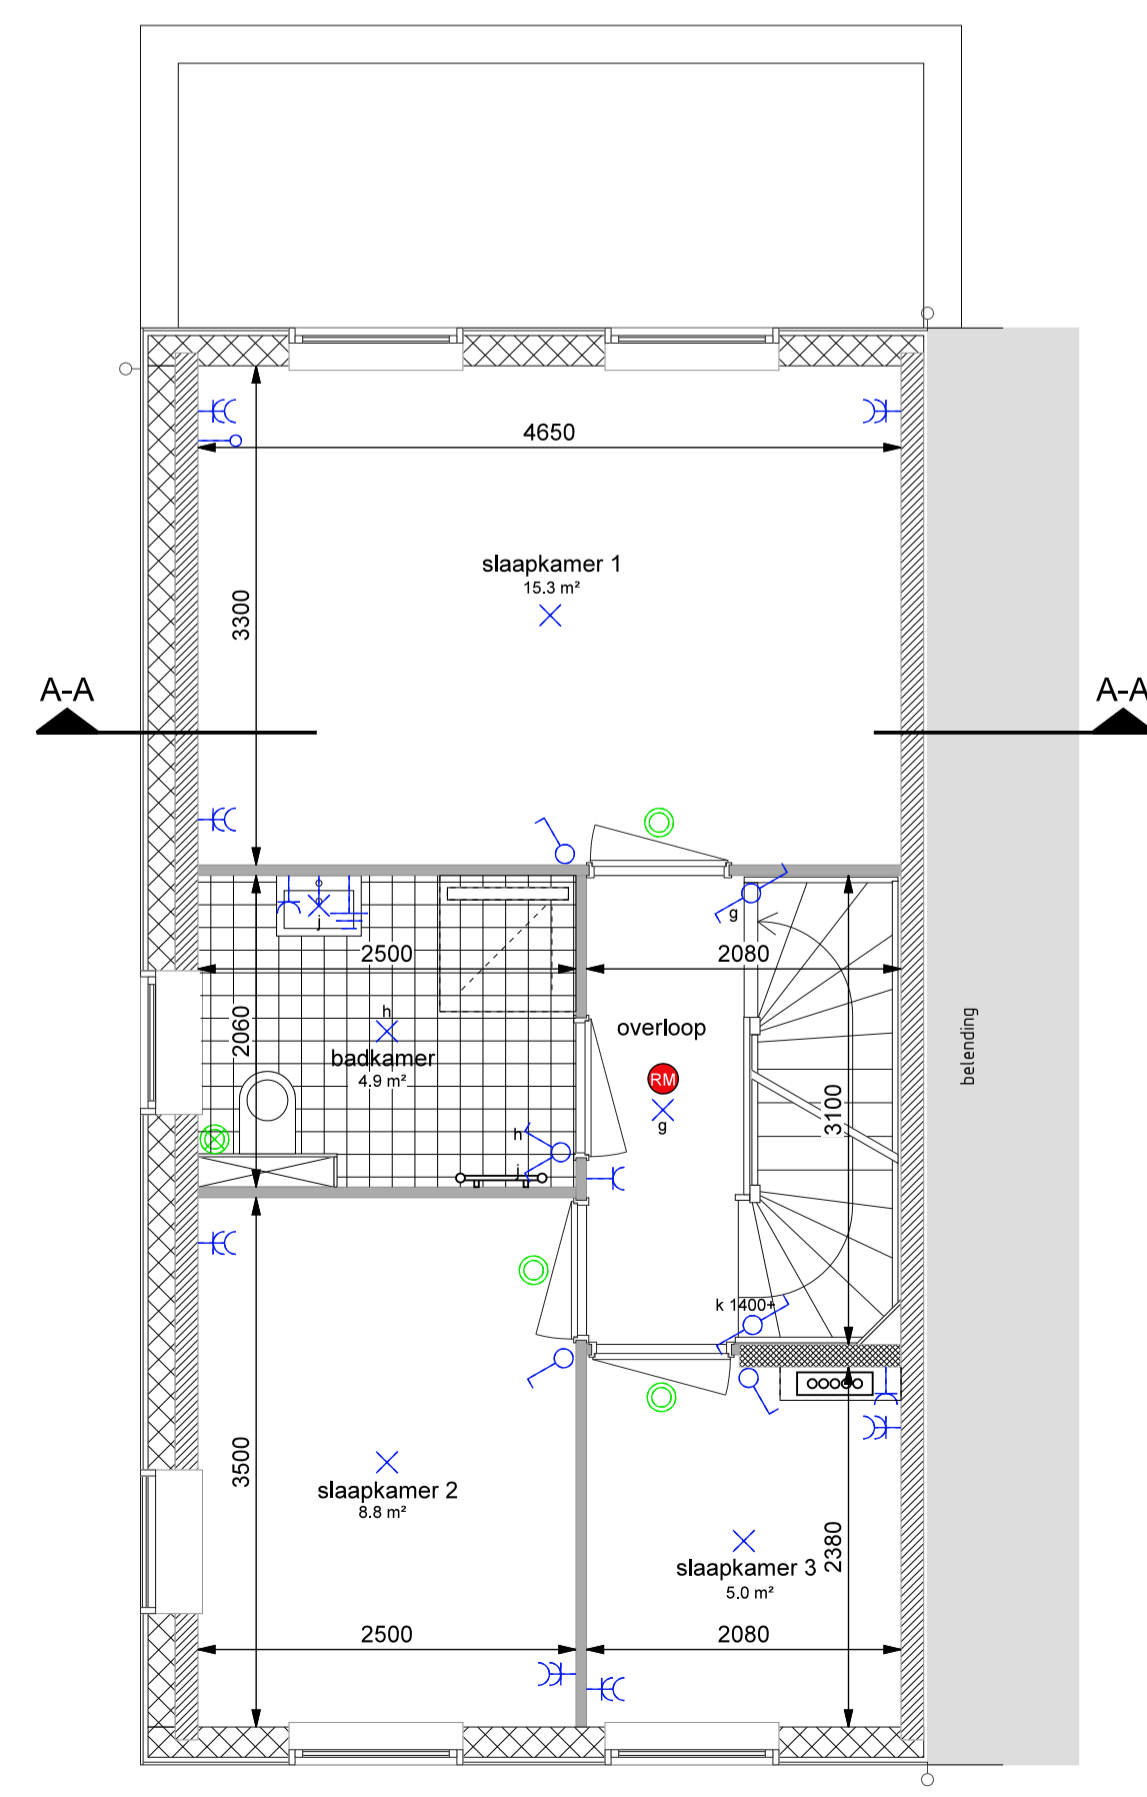 4650
slaapkamer 1
15.3 m²
3300
A-A
A-A
j
g
2500
2080
h
2060
overloop
badkamer
4.9 m²
RM
g
3100
belending
h
j
k 1400+
3500
slaapkamer 2
8.8 m²
2380
slaapkamer 3
5.0 m²
2500
2080